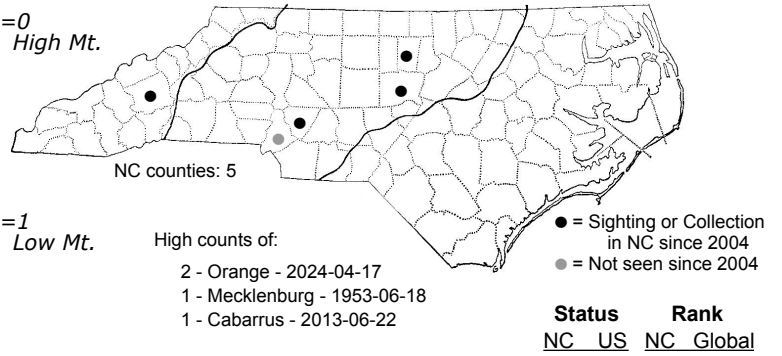 =0
High Mt.
NC counties: 5
=1
Low Mt.
High counts of:
2 - Orange - 2024-04-17
1 - Mecklenburg - 1953-06-18
1 - Cabarrus - 2013-06-22
= Sighting or Collection
in NC since 2004
= Not seen since 2004
Status Rank
NC US NC Global